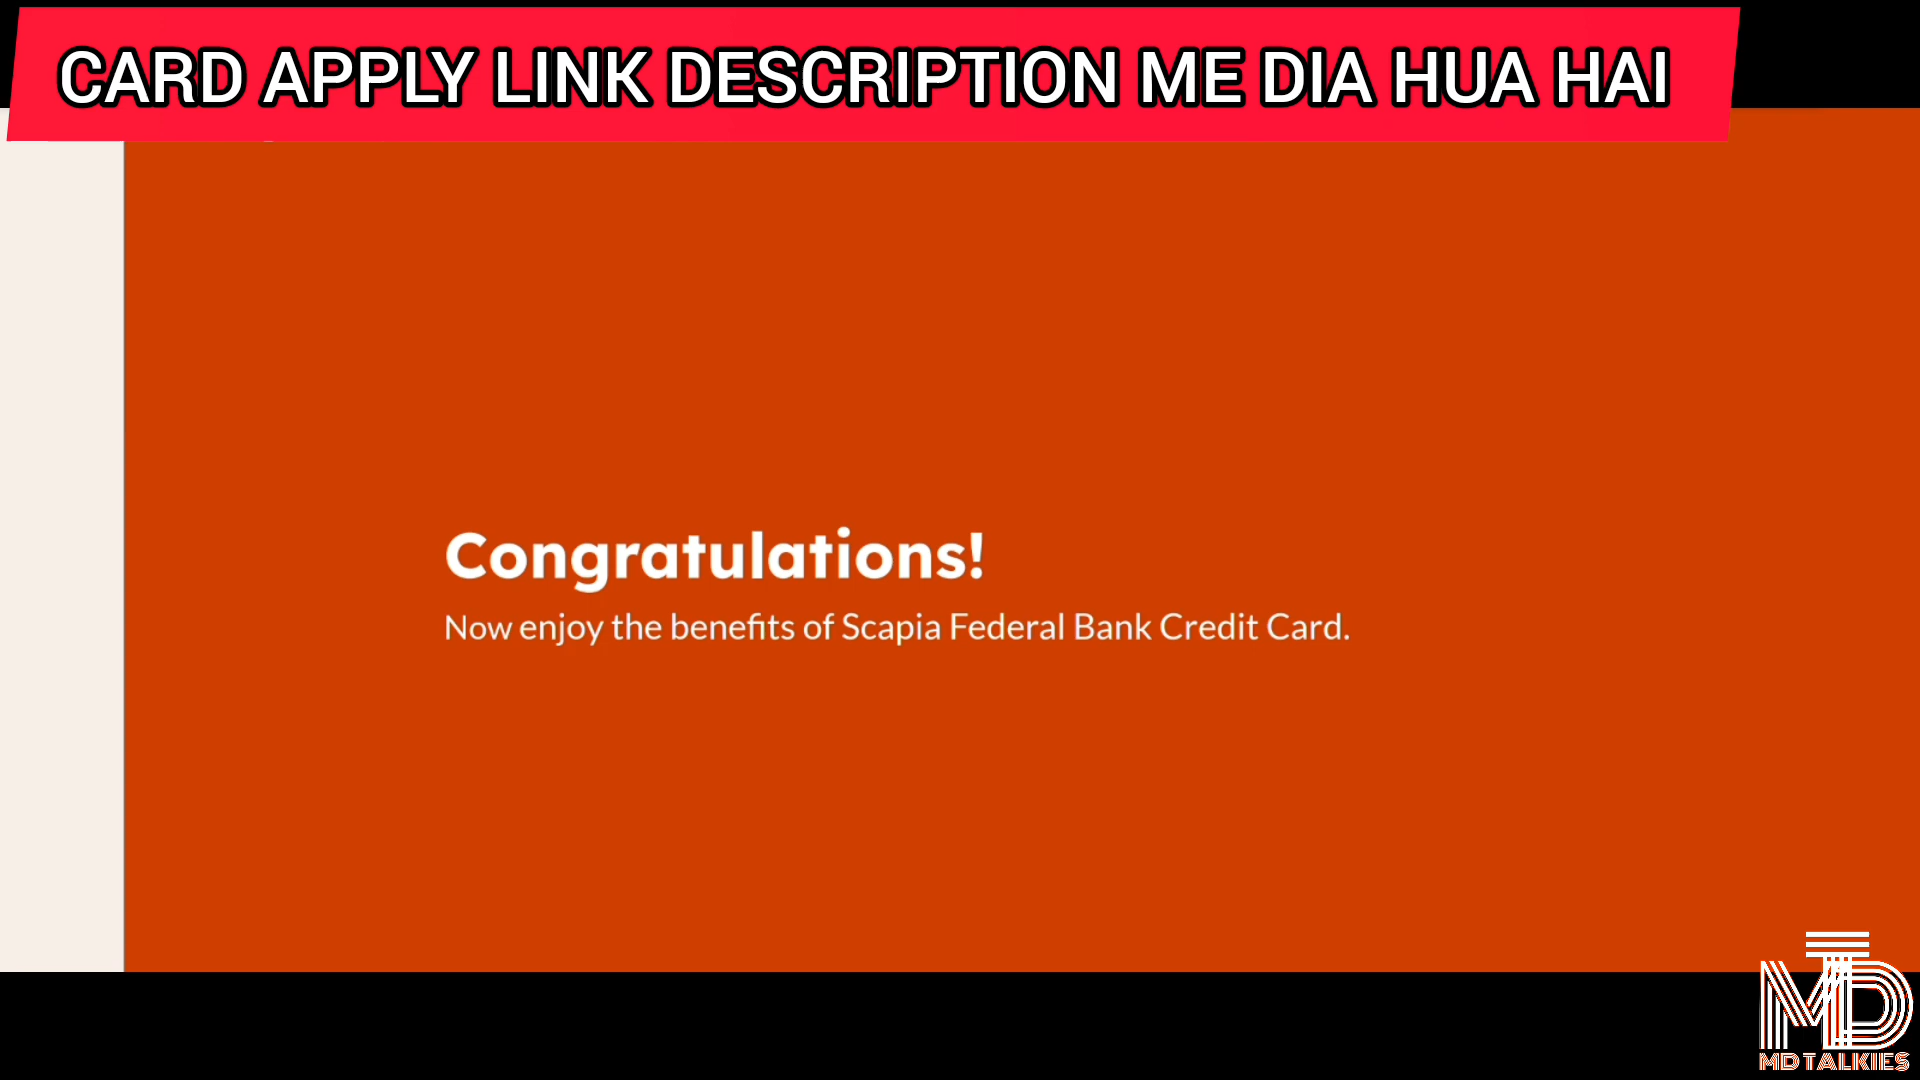 CARD APPLY LINK DESCRIPTION ME DIA HUA HAI
Congratulations!
Now enjoy the benefits of Scapia Federal Bank Credit Card.
MD
MD TALKIES